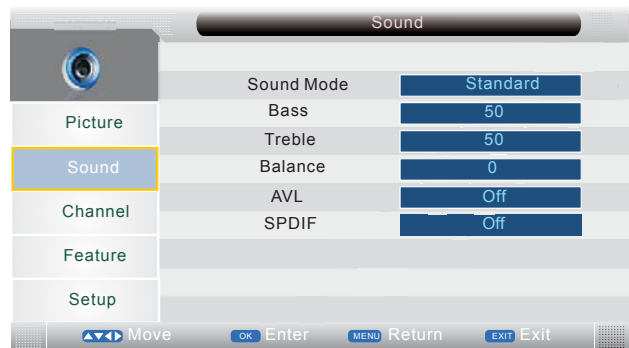 Sound
Sound Mode Standard
Bass 50
Picture
Treble 50
Sound
Balance 0
AVL Off
Channel
SPDIF Off
Feature
Setup
Move OK Enter MENU Return EXIT Exit